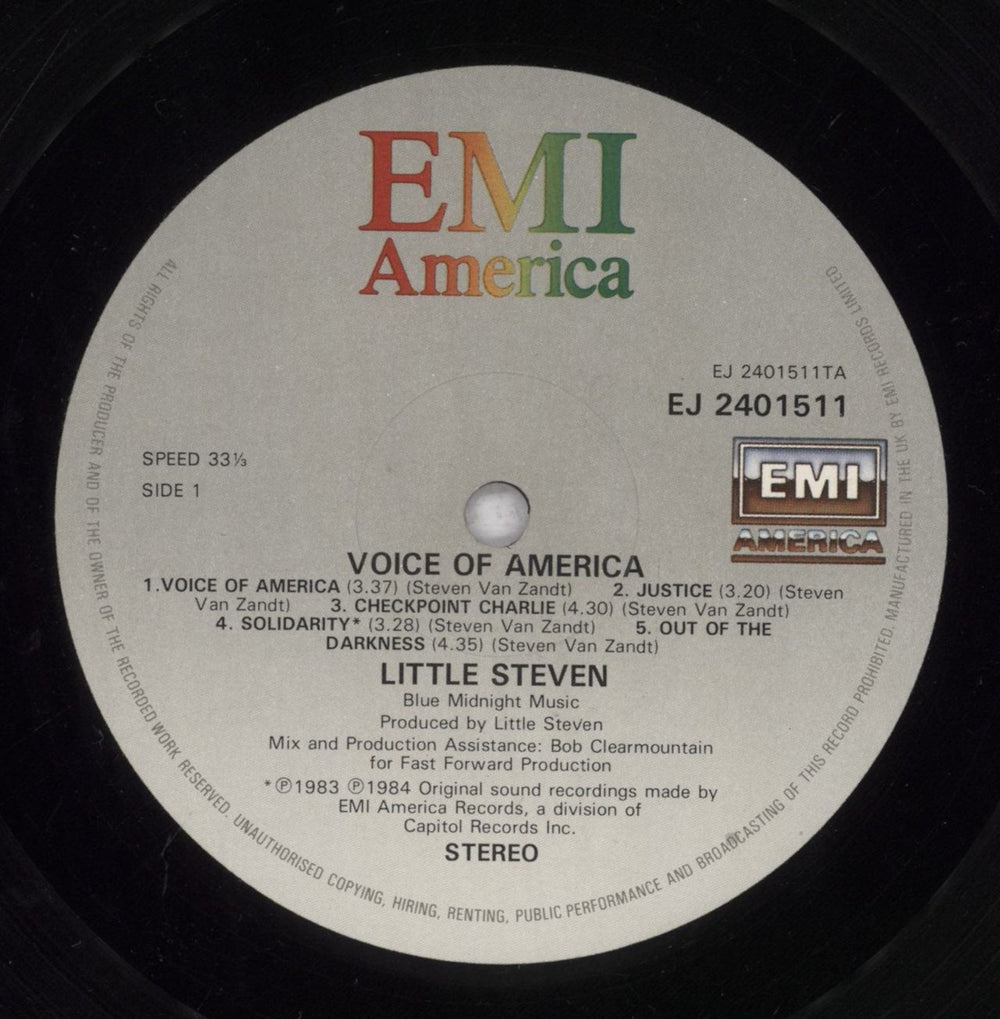 EMI
America
EJ 2401511TA
EJ 2401511
SPEED 33⅓
SIDE 1
EMI
AMERICA
VOICE OF AMERICA
1.VOICE OF AMERICA (3.37) (Steven Van Zandt) 2. JUSTICE (3.20) (Steven
Van Zandt) 3. CHECKPOINT CHARLIE (4.30) (Steven Van Zandt)
4. SOLIDARITY* (3.28) (Steven Van Zandt) 5. OUT OF THE
DARKNESS (4.35) (Steven Van Zandt)
LITTLE STEVEN
Blue Midnight Music
Produced by Little Steven
Mix and Production Assistance: Bob Clearmountain
for Fast Forward Production
*℗1983 ℗1984 Original sound recordings made by
EMI America Records, a division of
Capitol Records Inc.
STEREO
ALL RIGHTS OF THE PRODUCER AND OF THE OWNER OF THE RECORDED WORK RESERVED. UNAUTHORISED COPYING, HIRING, RENTING, PUBLIC PERFORMANCE AND BROADCASTING OF THIS RECORD PROHIBITED. MANUFACTURED IN THE UK BY EMI RECORDS LIMITED